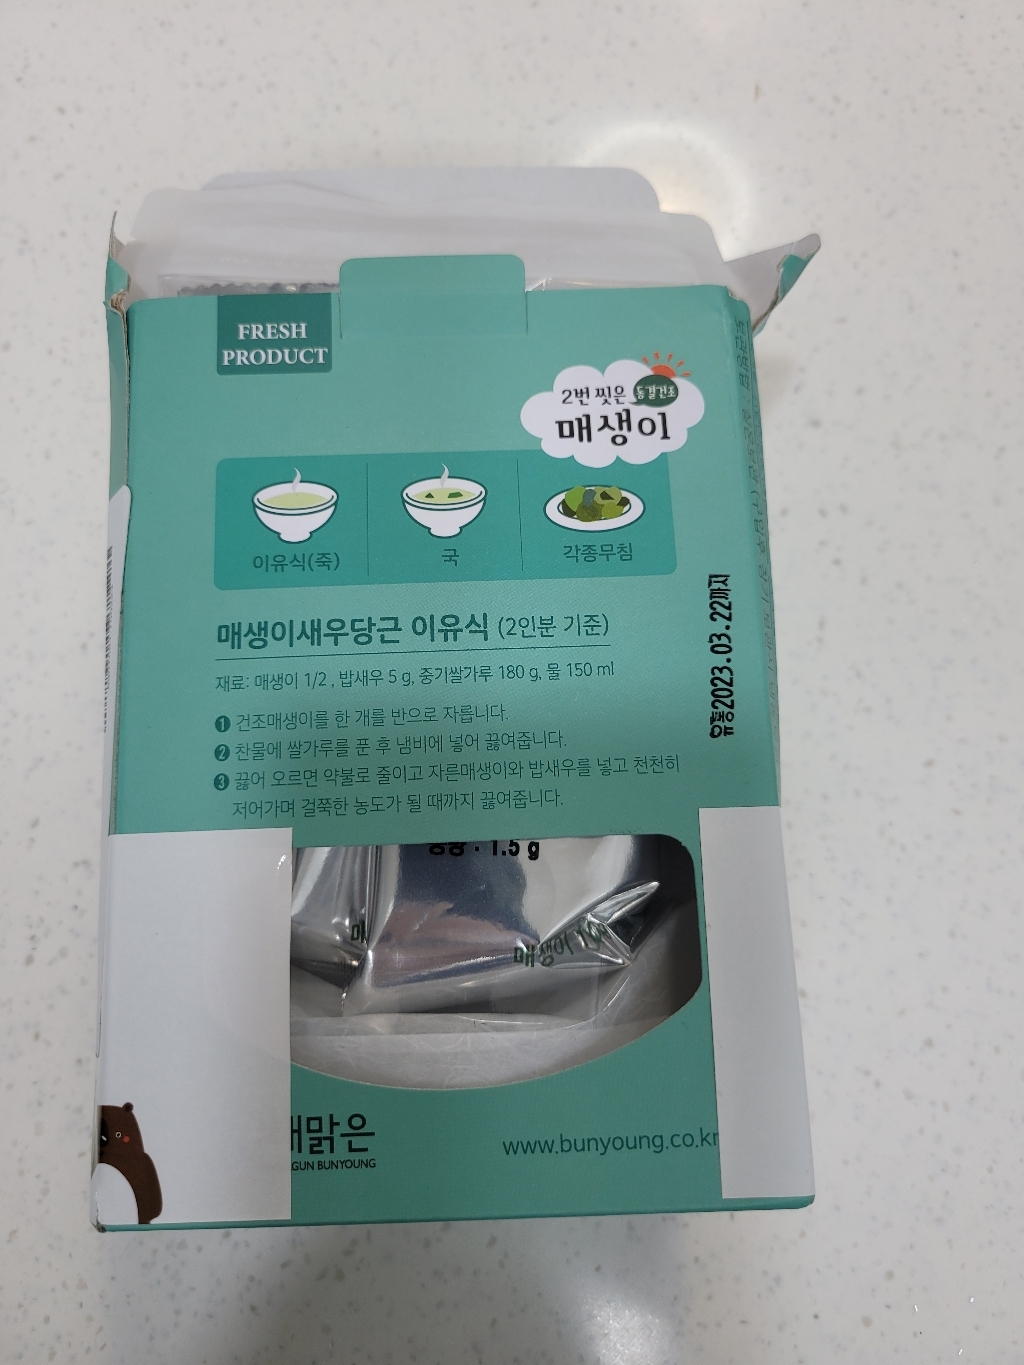 FRESH
PRODUCT
2번 찢은 동결건조
매생이
이유식(죽)
국
각종무침
매생이새우당근 이유식 (2인분 기준)
재료: 매생이 1/2 , 밥새우 5 g, 중기쌀가루 180 g, 물 150 ml
❶ 건조매생이를 한 개를 반으로 자릅니다.
❷ 찬물에 쌀가루를 푼 후 냄비에 넣어 끓여줍니다.
❸ 끓어 오르면 약불로 줄이고 자른매생이와 밥새우를 넣고 천천히
저어가며 걸쭉한 농도가 될 때까지 끓여줍니다.
유통2023.03.22까지
1.5 g
매생이
맑은
GUN BUNYOUNG
www.bunyoung.co.kr